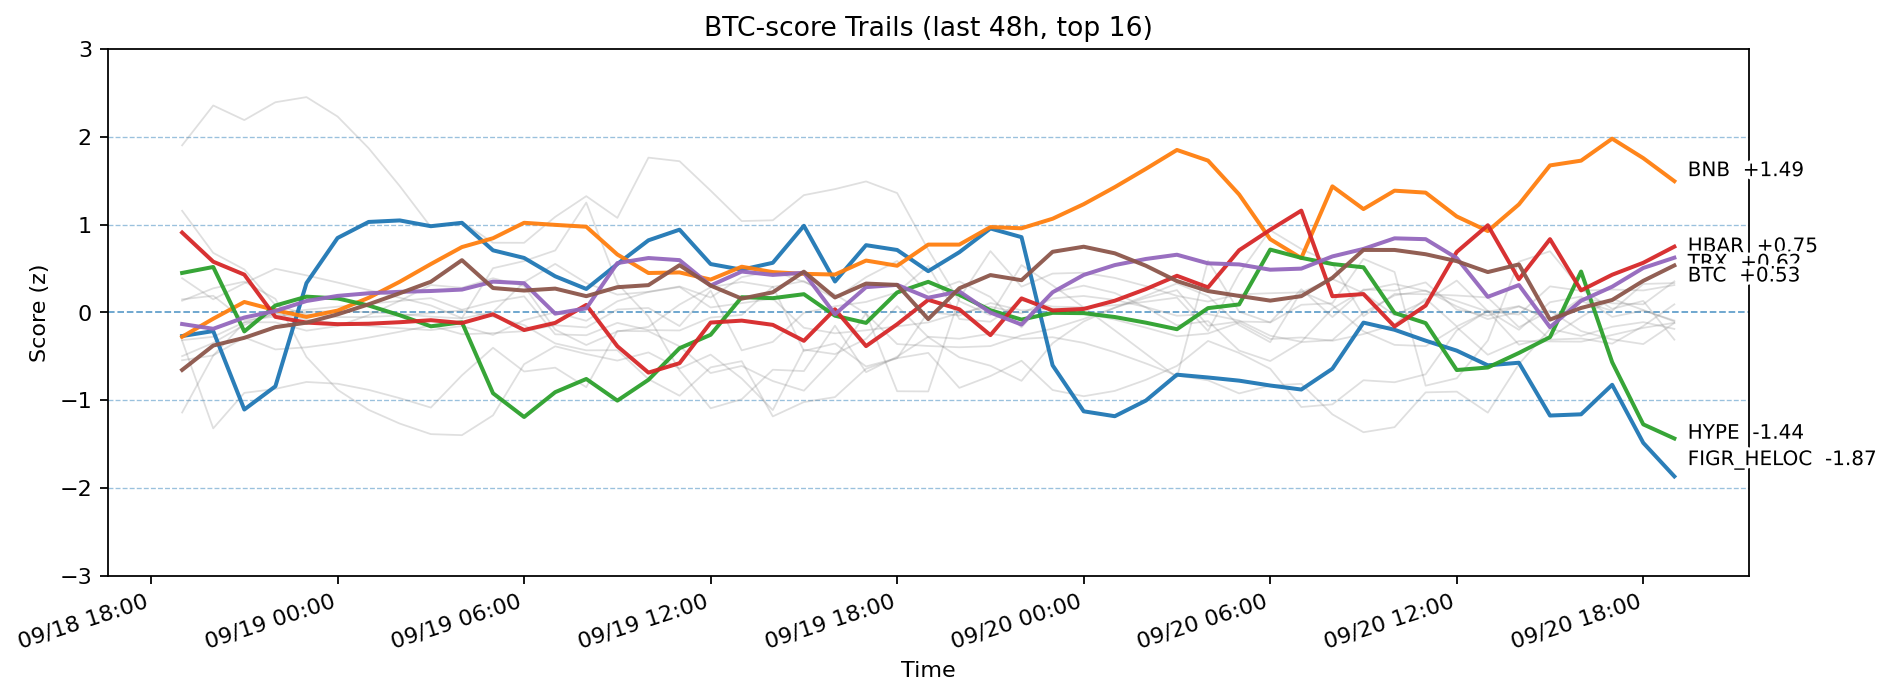 BTC-score Trails (last 48h, top 16)
3
2
1
0
−1
−2
−3
Score (z)
BNB +1.49
HBAR +0.75
TRX +0.62
BTC +0.53
HYPE -1.44
FIGR_HELOC -1.87
09/18 18:00
09/19 00:00
09/19 06:00
09/19 12:00
09/19 18:00
09/20 00:00
09/20 06:00
09/20 12:00
09/20 18:00
Time